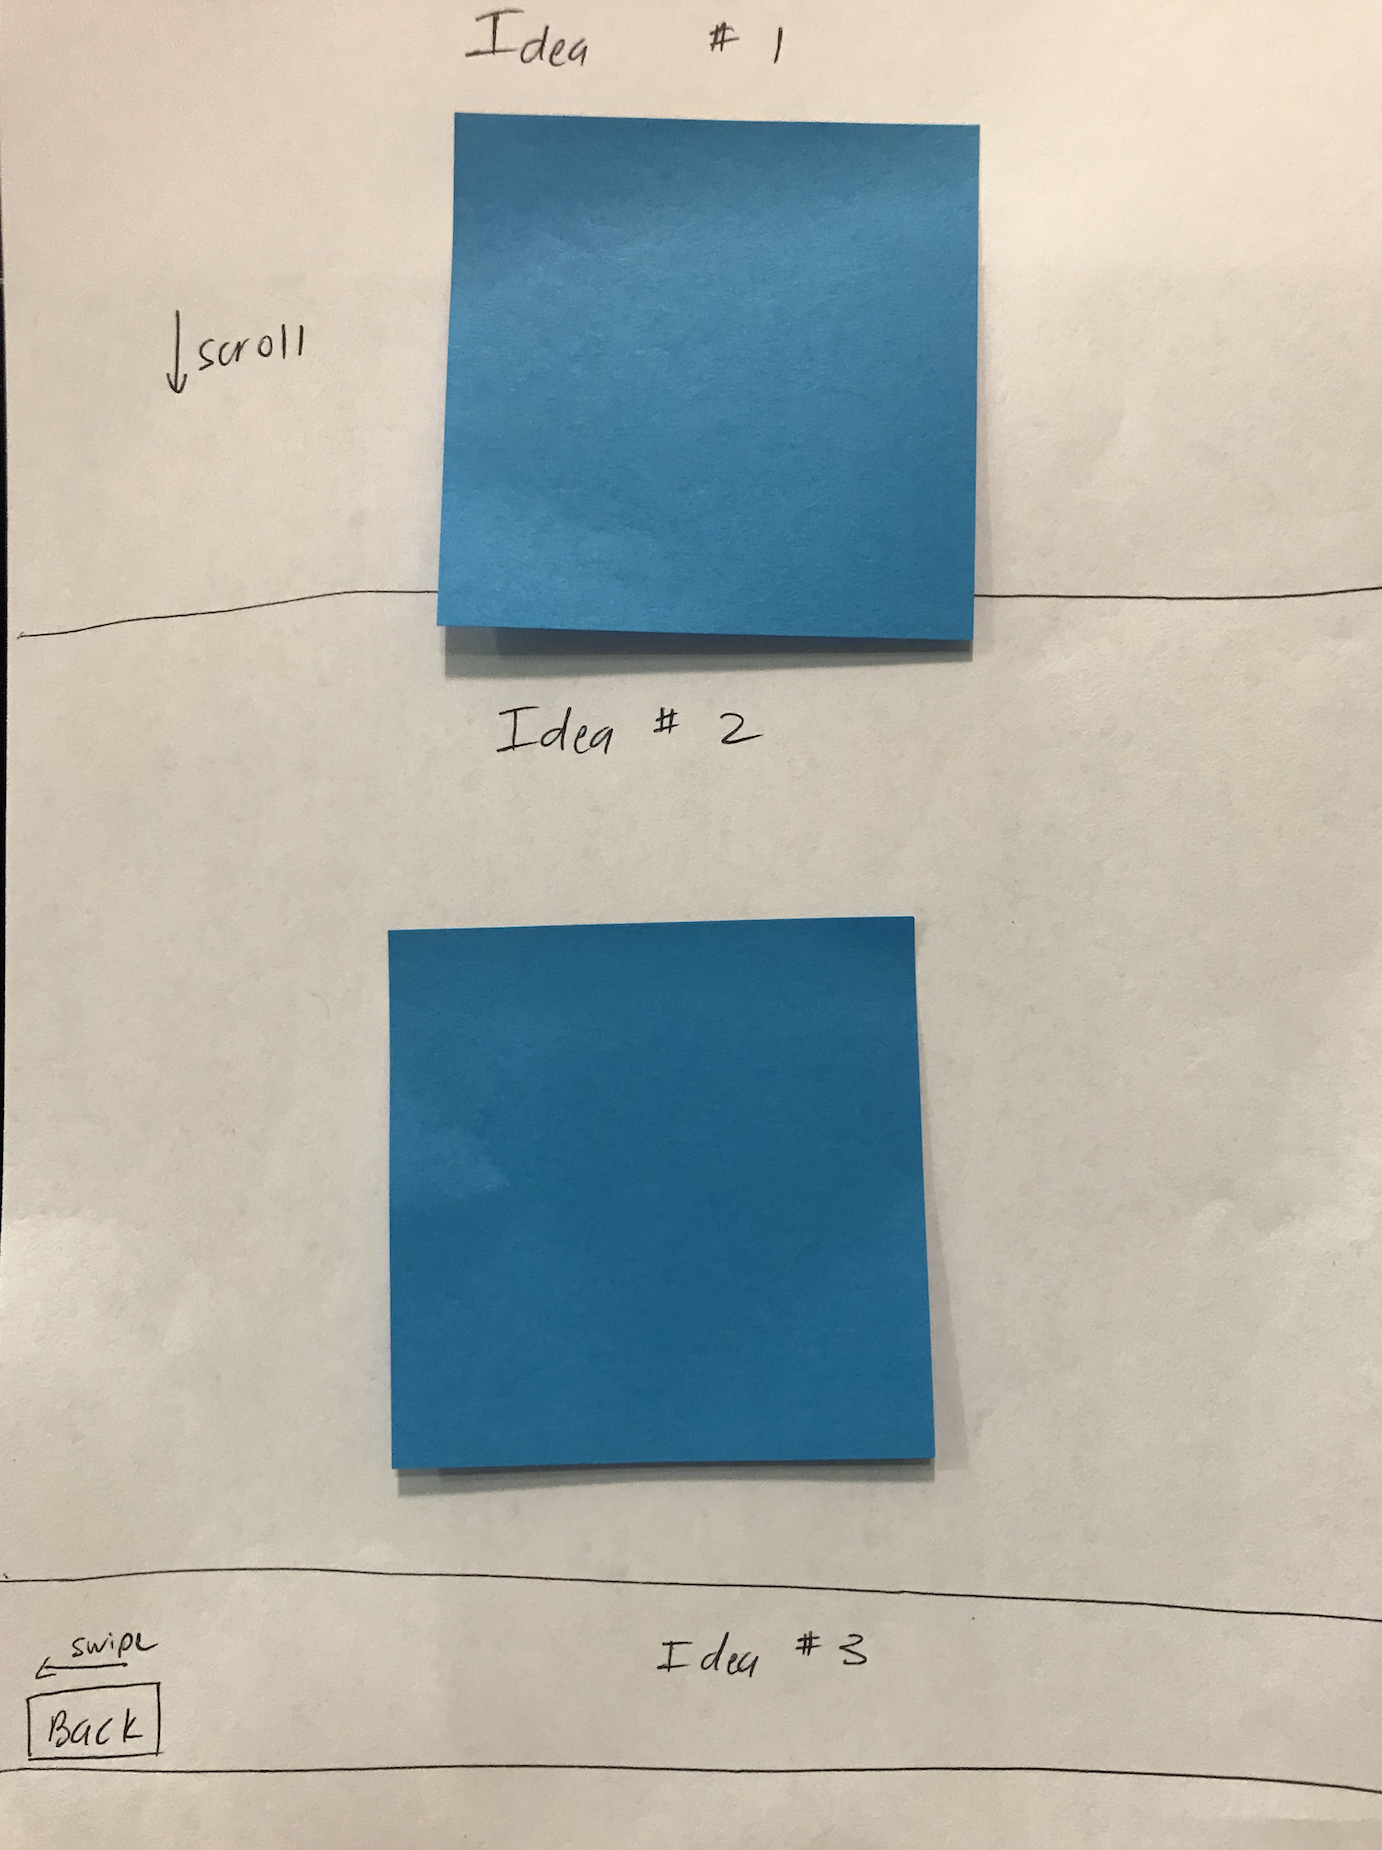 Idea # 1
scroll
Idea # 2
swipe
Idea # 3
Back